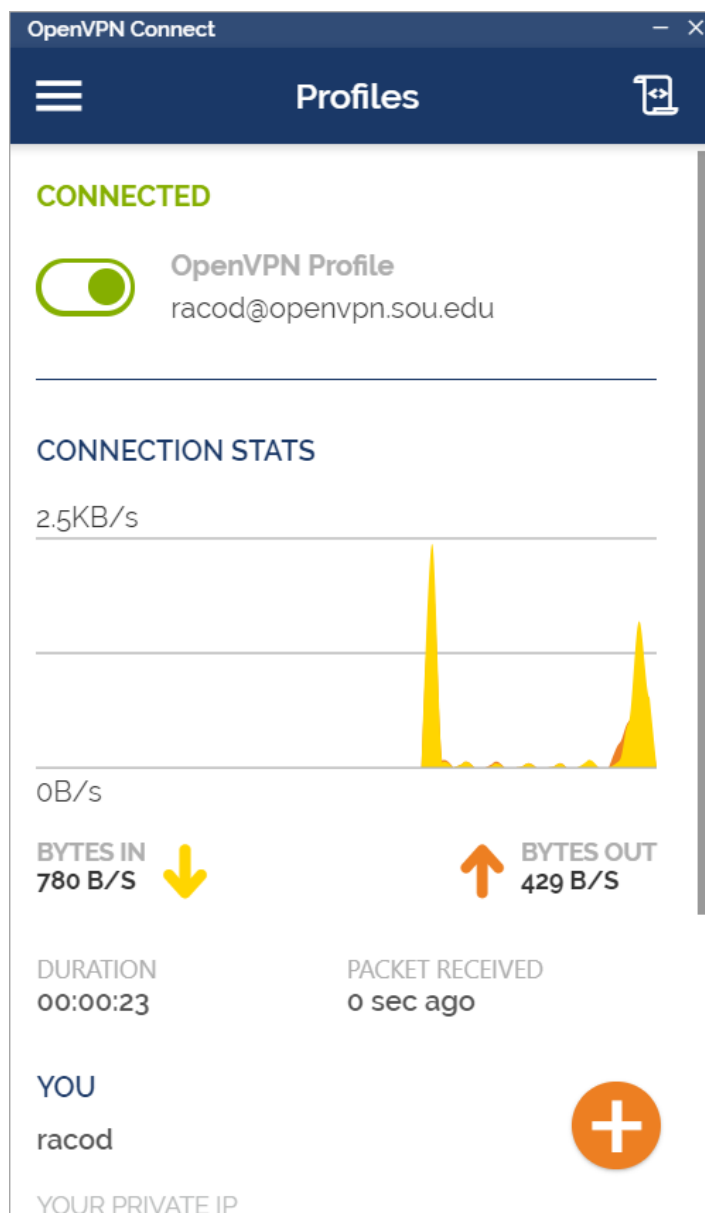 OpenVPN Connect
Profiles
CONNECTED
OpenVPN Profile
racod@openvpn.sou.edu
CONNECTION STATS
2.5KB/s
0B/s
BYTES IN
780 B/S
BYTES OUT
429 B/S
DURATION
00:00:23
PACKET RECEIVED
0 sec ago
YOU
racod
YOUR PRIVATE IP